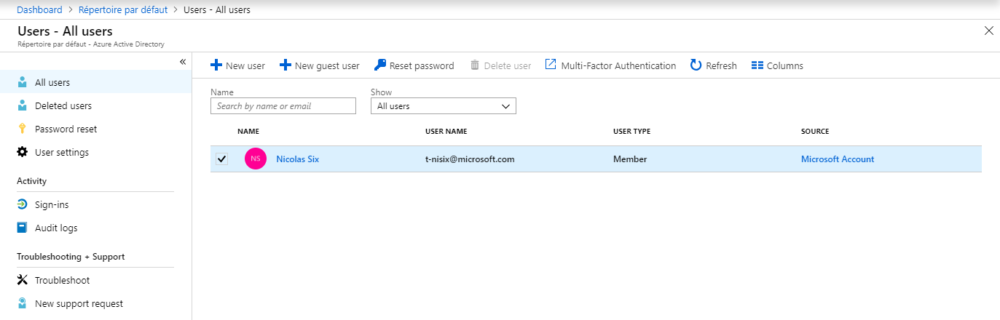 Dashboard > Répertoire par défaut > Users - All users
Users - All users
Répertoire par défaut - Azure Active Directory
All users
Deleted users
Password reset
User settings
Activity
Sign-ins
Audit logs
Troubleshooting + Support
Troubleshoot
New support request
New user New guest user Reset password Delete user Multi-Factor Authentication Refresh Columns
Name Show
Search by name or email All users
NAME USER NAME USER TYPE SOURCE
NS Nicolas Six t-nisix@microsoft.com Member Microsoft Account